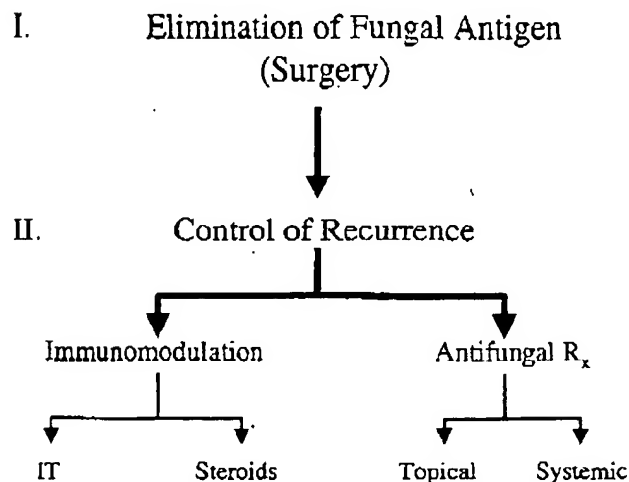 I. Elimination of Fungal Antigen
(Surgery)
II. Control of Recurrence
Immunomodulation Antifungal Rx
IT Steroids Topical Systemic